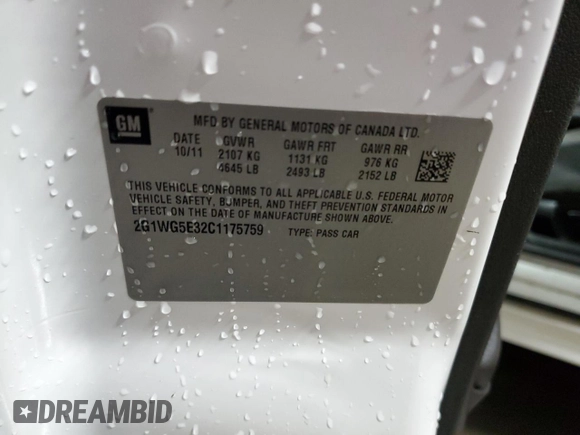 GM
MFD BY GENERAL MOTORS OF CANADA LTD.
DATE GVWR GAWR FRT GAWR RR
10/11 2107 KG 1131 KG 976 KG
4645 LB 2493 LB 2152 LB
THIS VEHICLE CONFORMS TO ALL APPLICABLE U.S. FEDERAL MOTOR
VEHICLE SAFETY, BUMPER, AND THEFT PREVENTION STANDARDS IN
EFFECT ON THE DATE OF MANUFACTURE SHOWN ABOVE.
2G1WG5E32C1175759 TYPE: PASS CAR
DREAMBID